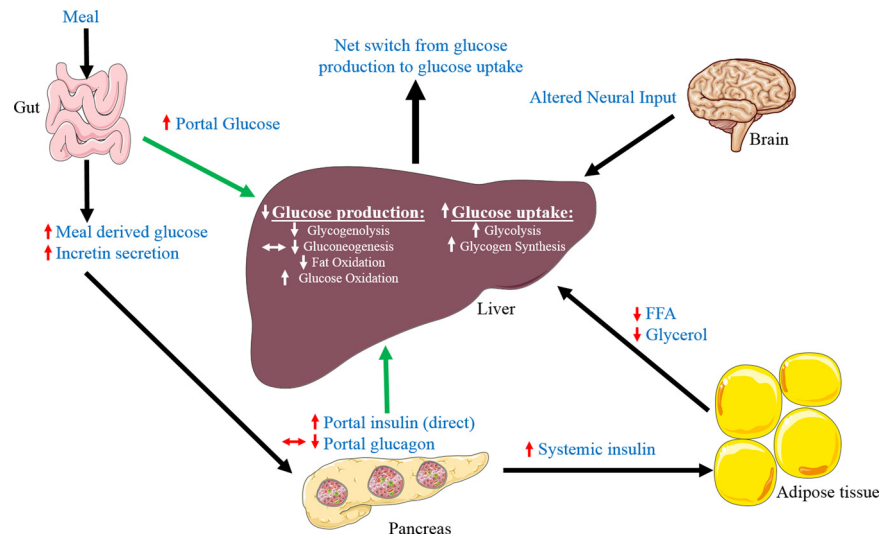 Meal
Gut
↑ Portal Glucose
↑ Meal derived glucose
↑ Incretin secretion
Net switch from glucose
production to glucose uptake
Altered Neural Input
Brain
↓ Glucose production:
↓ Glycogenolysis
↔ ↓ Gluconeogenesis
↓ Fat Oxidation
↑ Glucose Oxidation
↑ Glucose uptake:
↑ Glycolysis
↑ Glycogen Synthesis
Liver
↓ FFA
↓ Glycerol
↑ Portal insulin (direct)
↔ ↓ Portal glucagon
↑ Systemic insulin
Pancreas
Adipose tissue